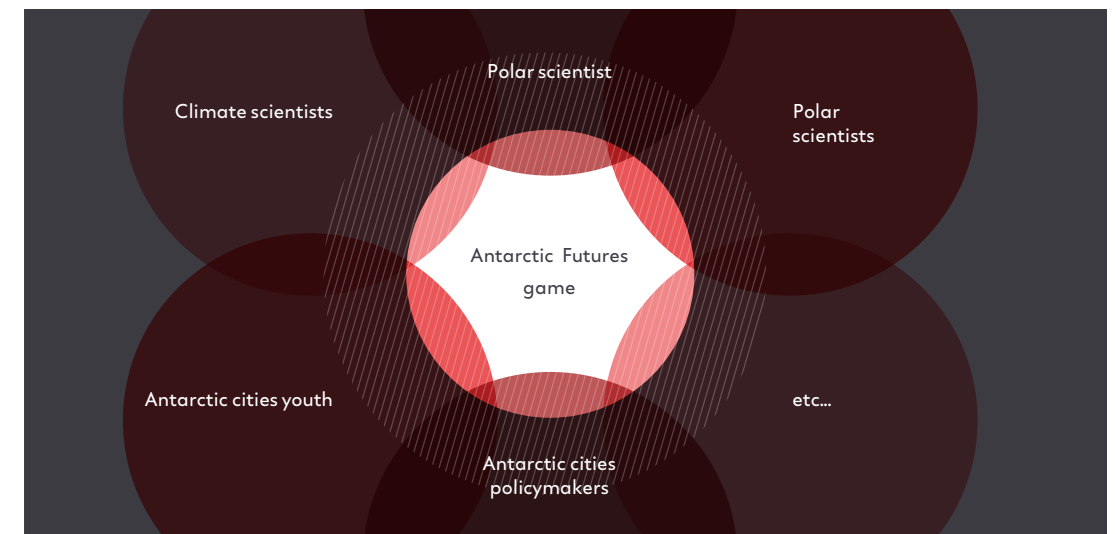 Polar scientist
Climate scientists
Polar
scientists
Antarctic Futures
game
Antarctic cities youth
etc...
Antarctic cities
policymakers